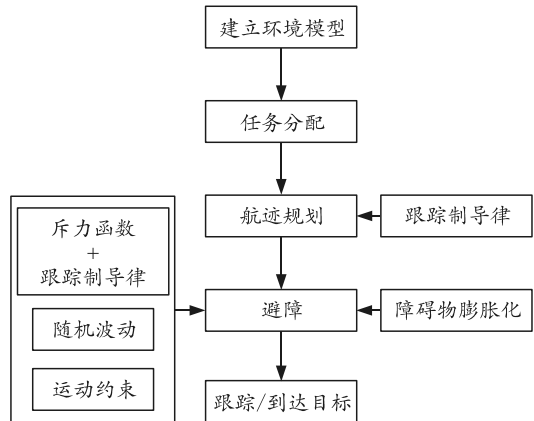 建立环境模型
任务分配
航迹规划
跟踪制导律
斥力函数
+
跟踪制导律
随机波动
运动约束
避障
障碍物膨胀化
跟踪/到达目标